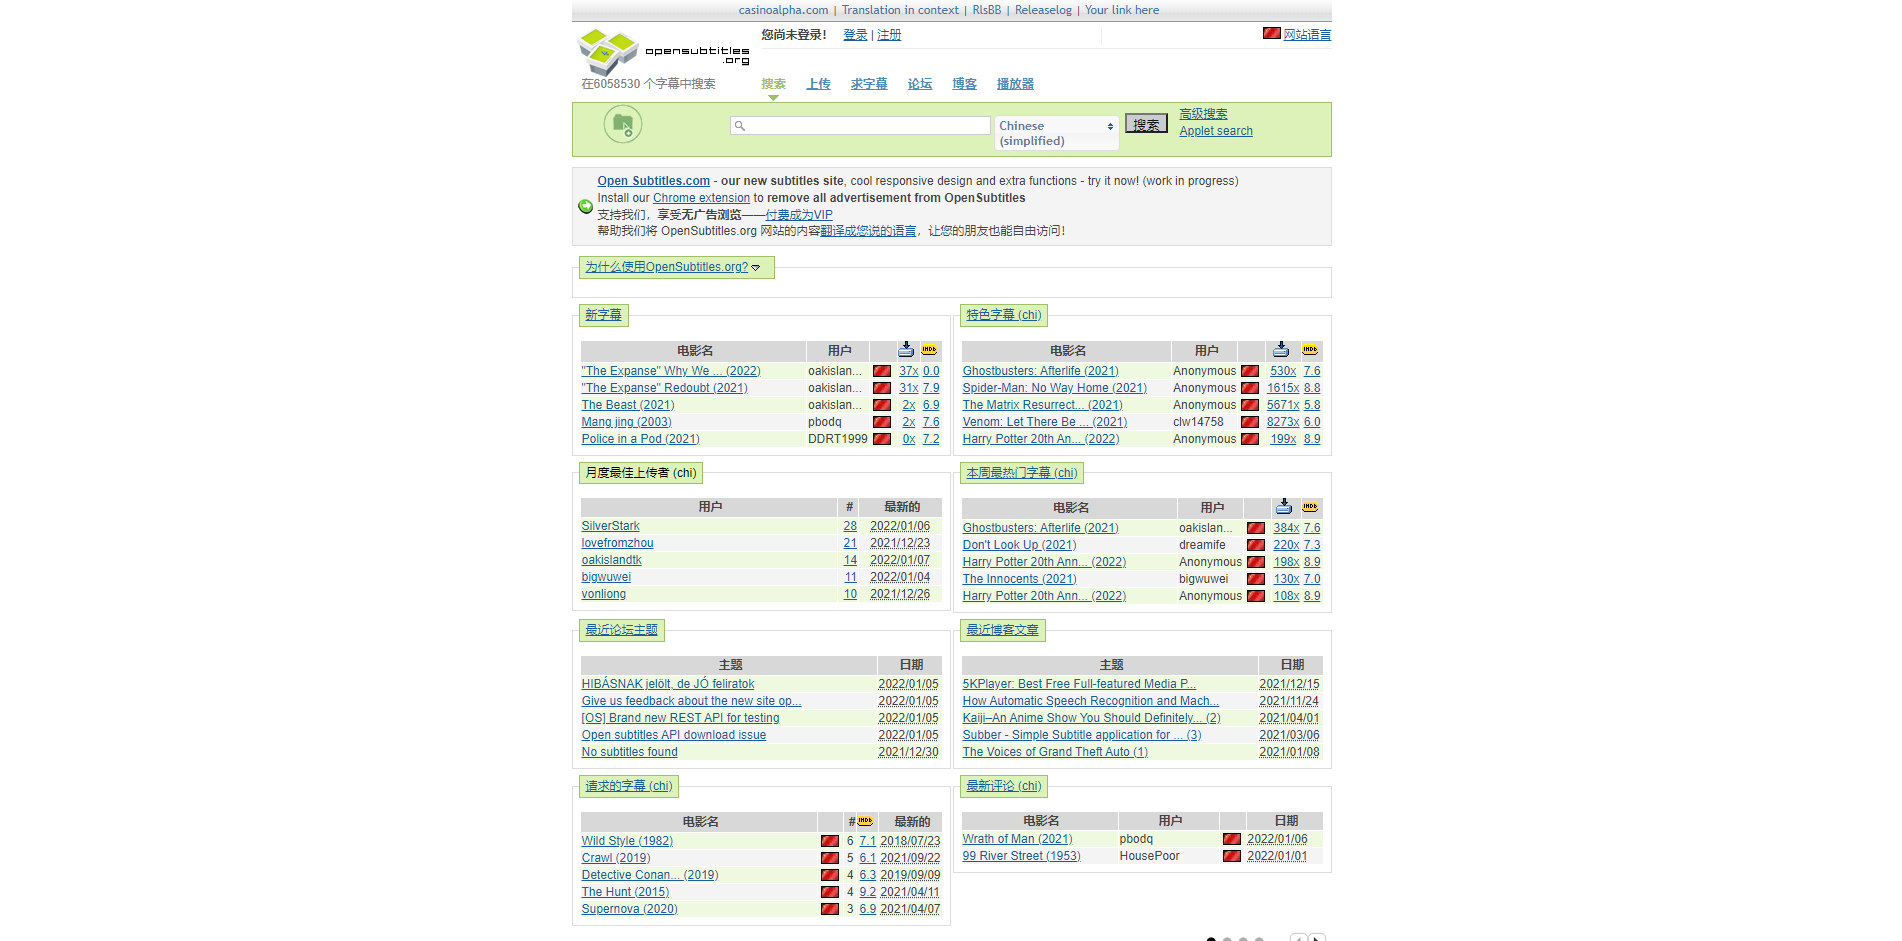 casinoalpha.com | Translation in context | RlsBB | Releaselog | Your link here
您尚未登录! 登录 | 注册
网站语言
opensubtitles
.org
在6058530 个字幕中搜索
搜索 上传 求字幕 论坛 博客 播放器
Chinese
(simplified)
搜索
高级搜索
Applet search
Open Subtitles.com - our new subtitles site, cool responsive design and extra functions - try it now! (work in progress)
Install our Chrome extension to remove all advertisement from OpenSubtitles
支持我们，享受无广告浏览——付费成为VIP
帮助我们将 OpenSubtitles.org 网站的内容翻译成您说的语言，让您的朋友也能自由访问！
为什么使用OpenSubtitles.org?
新字幕
电影名 用户 IMDb
"The Expanse" Why We ... (2022) oakislan... 37x 0.0
"The Expanse" Redoubt (2021) oakislan... 31x 7.9
The Beast (2021) oakislan... 2x 6.9
Mang jing (2003) pbodq 2x 7.6
Police in a Pod (2021) DDRT1999 0x 7.2
特色字幕 (chi)
电影名 用户 IMDb
Ghostbusters: Afterlife (2021) Anonymous 530x 7.6
Spider-Man: No Way Home (2021) Anonymous 1615x 8.8
The Matrix Resurrect... (2021) Anonymous 5671x 5.8
Venom: Let There Be ... (2021) clw14758 8273x 6.0
Harry Potter 20th An... (2022) Anonymous 199x 8.9
月度最佳上传者 (chi)
用户 # 最新的
SilverStark 28 2022/01/06
lovefromzhou 21 2021/12/23
oakislandtk 14 2022/01/07
bigwuwei 11 2022/01/04
vonliong 10 2021/12/26
本周最热门字幕 (chi)
电影名 用户 IMDb
Ghostbusters: Afterlife (2021) oakislan... 384x 7.6
Don't Look Up (2021) dreamife 220x 7.3
Harry Potter 20th Ann... (2022) Anonymous 198x 8.9
The Innocents (2021) bigwuwei 130x 7.0
Harry Potter 20th Ann... (2022) Anonymous 108x 8.9
最近论坛主题
主题 日期
HIBÁSNAK jelölt, de JÓ feliratok 2022/01/05
Give us feedback about the new site op... 2022/01/05
[OS] Brand new REST API for testing 2022/01/05
Open subtitles API download issue 2022/01/05
No subtitles found 2021/12/30
最近博客文章
主题 日期
5KPlayer: Best Free Full-featured Media P... 2021/12/15
How Automatic Speech Recognition and Mach... 2021/11/24
Kaiji–An Anime Show You Should Definitely... (2) 2021/04/01
Subber - Simple Subtitle application for ... (3) 2021/03/06
The Voices of Grand Theft Auto (1) 2021/01/08
请求的字幕 (chi)
电影名 # IMDb 最新的
Wild Style (1982) 6 7.1 2018/07/23
Crawl (2019) 5 6.1 2021/09/22
Detective Conan... (2019) 4 6.3 2019/09/09
The Hunt (2015) 4 9.2 2021/04/11
Supernova (2020) 3 6.9 2021/04/07
最新评论 (chi)
电影名 用户 日期
Wrath of Man (2021) pbodq 2022/01/06
99 River Street (1953) HousePoor 2022/01/01